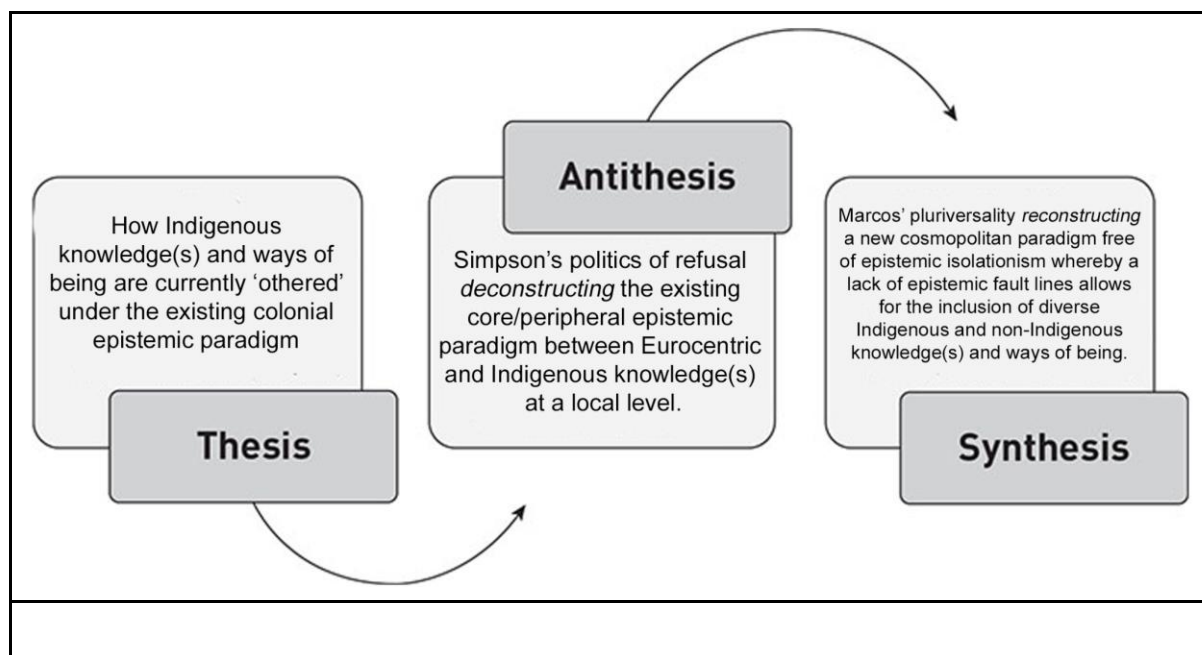 How Indigenous
knowledge(s) and ways of
being are currently ‘othered’
under the existing colonial
epistemic paradigm
Thesis
Antithesis
Simpson’s politics of refusal
deconstructing the existing
core/peripheral epistemic
paradigm between Eurocentric
and Indigenous knowledge(s)
at a local level.
Marcos’ pluriversality reconstructing
a new cosmopolitan paradigm free
of epistemic isolationism whereby a
lack of epistemic fault lines allows
for the inclusion of diverse
Indigenous and non-Indigenous
knowledge(s) and ways of being.
Synthesis